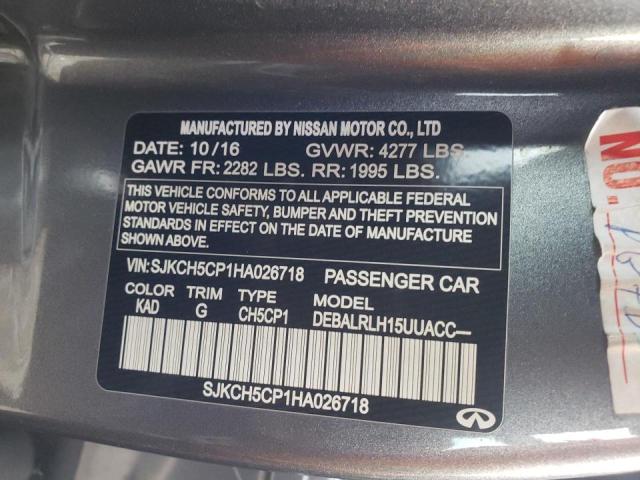 MANUFACTURED BY NISSAN MOTOR CO., LTD
DATE: 10/16 GVWR: 4277 LBS.
GAWR FR: 2282 LBS. RR: 1995 LBS.
THIS VEHICLE CONFORMS TO ALL APPLICABLE FEDERAL
MOTOR VEHICLE SAFETY, BUMPER AND THEFT PREVENTION
STANDARDS IN EFFECT ON THE DATE OF MANUFACTURE
SHOWN ABOVE.
VIN:SJKCH5CP1HA026718 PASSENGER CAR
COLOR TRIM TYPE MODEL
KAD G CH5CP1 DEBALRLH15UUACC—
SJKCH5CP1HA026718
NO.